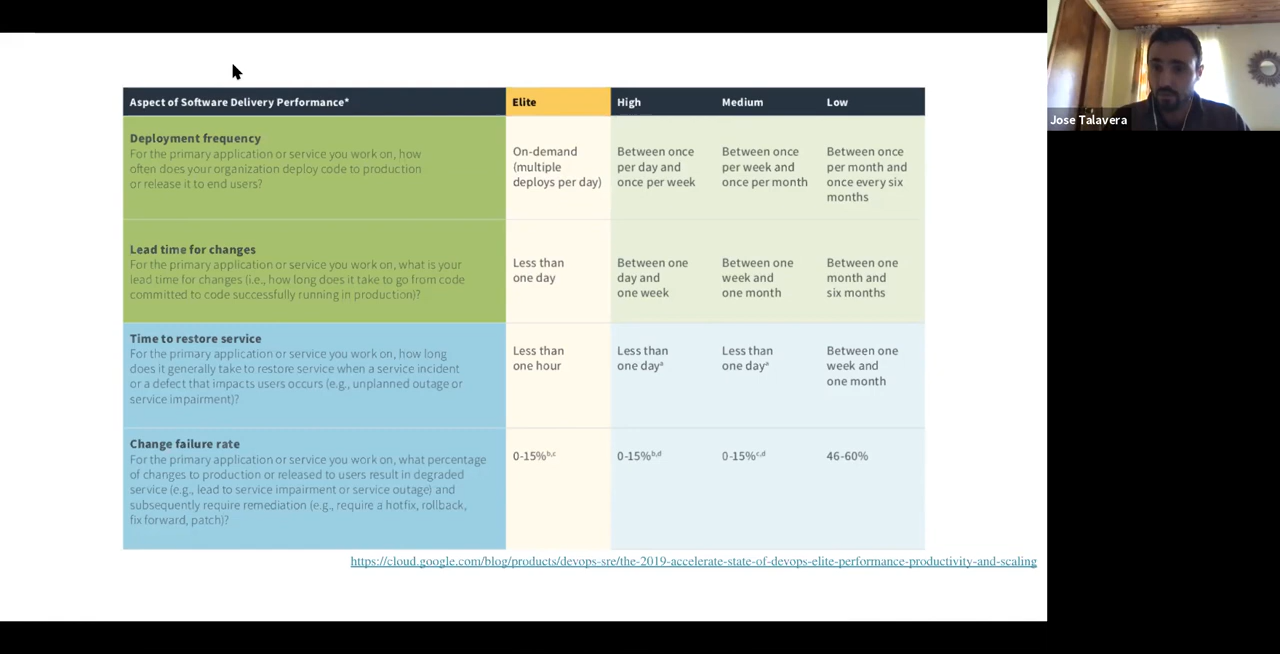 Aspect of Software Delivery Performance*
Elite
High
Medium
Low
Deployment frequency
For the primary application or service you work on, how
often does your organization deploy code to production
or release it to end users?
On-demand
(multiple
deploys per day)
Between once
per day and
once per week
Between once
per week and
once per month
Between once
per month and
once every six
months
Lead time for changes
For the primary application or service you work on, what is your
lead time for changes (i.e., how long does it take to go from code
committed to code successfully running in production)?
Less than
one day
Between one
day and
one week
Between one
week and
one month
Between one
month and
six months
Time to restore service
For the primary application or service you work on, how long
does it generally take to restore service when a service incident
or a defect that impacts users occurs (e.g., unplanned outage or
service impairment)?
Less than
one hour
Less than
one dayᵃ
Less than
one dayᵃ
Between one
week and
one month
Change failure rate
For the primary application or service you work on, what percentage
of changes to production or released to users result in degraded
service (e.g., lead to service impairment or service outage) and
subsequently require remediation (e.g., require a hotfix, rollback,
fix forward, patch)?
0-15%ᵇ,ᶜ
0-15%ᵇ,ᵈ
0-15%ᶜ,ᵈ
46-60%
https://cloud.google.com/blog/products/devops-sre/the-2019-accelerate-state-of-devops-elite-performance-productivity-and-scaling
Jose Talavera